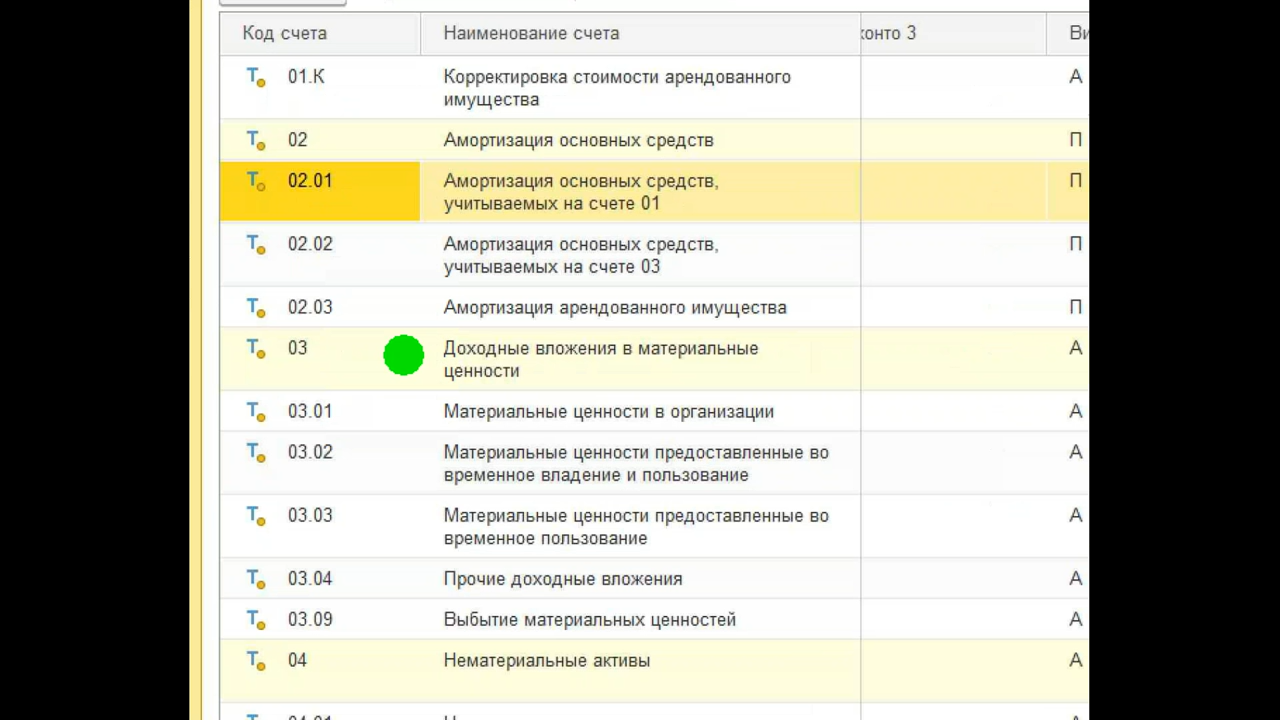 Код счета Наименование счета конто 3 Ви
01.К Корректировка стоимости арендованного А
имущества
02 Амортизация основных средств П
02.01 Амортизация основных средств, П
учитываемых на счете 01
02.02 Амортизация основных средств, П
учитываемых на счете 03
02.03 Амортизация арендованного имущества П
03 Доходные вложения в материальные А
ценности
03.01 Материальные ценности в организации А
03.02 Материальные ценности предоставленные во А
временное владение и пользование
03.03 Материальные ценности предоставленные во А
временное пользование
03.04 Прочие доходные вложения А
03.09 Выбытие материальных ценностей А
04 Нематериальные активы А